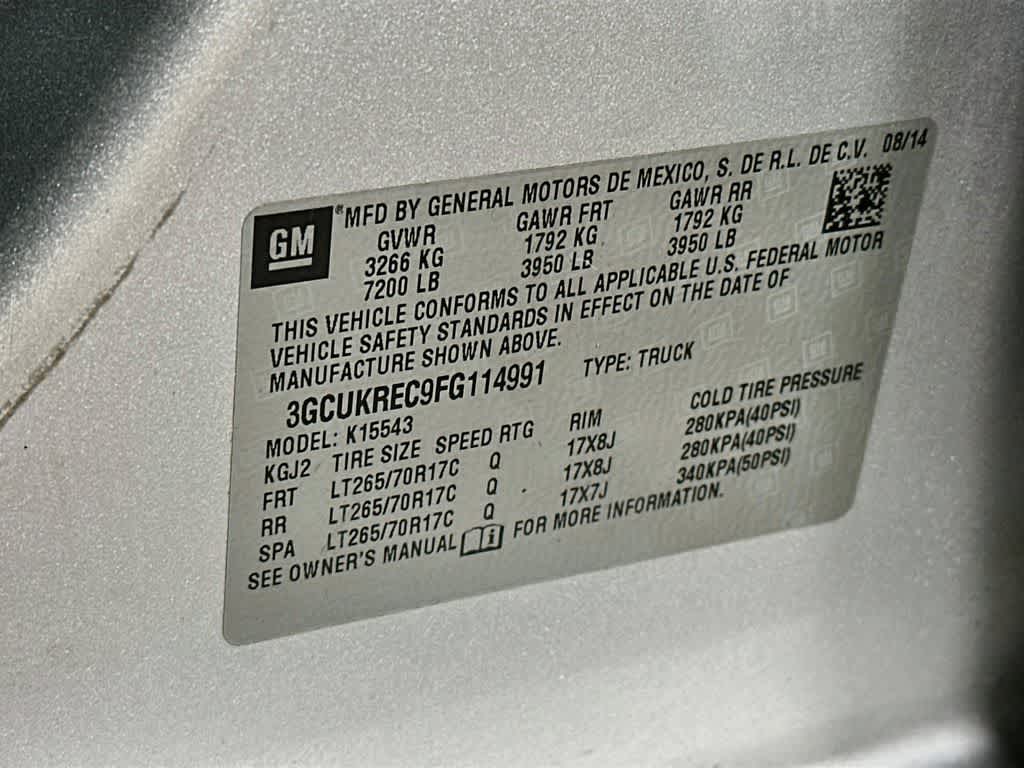 GM
®MFD BY GENERAL MOTORS DE MEXICO, S. DE R.L. DE C.V. 08/14
GVWR GAWR FRT GAWR RR
3266 KG 1792 KG 1792 KG
7200 LB 3950 LB 3950 LB
THIS VEHICLE CONFORMS TO ALL APPLICABLE U.S. FEDERAL MOTOR
VEHICLE SAFETY STANDARDS IN EFFECT ON THE DATE OF
MANUFACTURE SHOWN ABOVE.
3GCUKREC9FG114991 TYPE: TRUCK
MODEL: K15543
KGJ2 TIRE SIZE SPEED RTG RIM COLD TIRE PRESSURE
FRT LT265/70R17C Q 17X8J 280KPA(40PSI)
RR LT265/70R17C Q 17X8J 280KPA(40PSI)
SPA LT265/70R17C Q 17X7J 340KPA(50PSI)
SEE OWNER'S MANUAL FOR MORE INFORMATION.